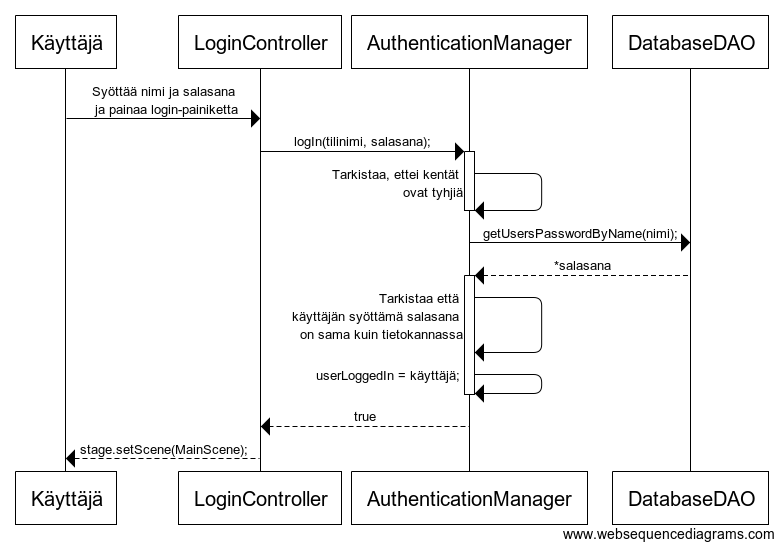 Käyttäjä
LoginController
AuthenticationManager
DatabaseDAO
Syöttää nimi ja salasana
ja painaa login-painiketta
logIn(tilinimi, salasana);
Tarkistaa, ettei kentät
ovat tyhjiä
getUsersPasswordByName(nimi);
*salasana
Tarkistaa että
käyttäjän syöttämä salasana
on sama kuin tietokannassa
userLoggedIn = käyttäjä;
true
stage.setScene(MainScene);
Käyttäjä
LoginController
AuthenticationManager
DatabaseDAO
www.websequencediagrams.com